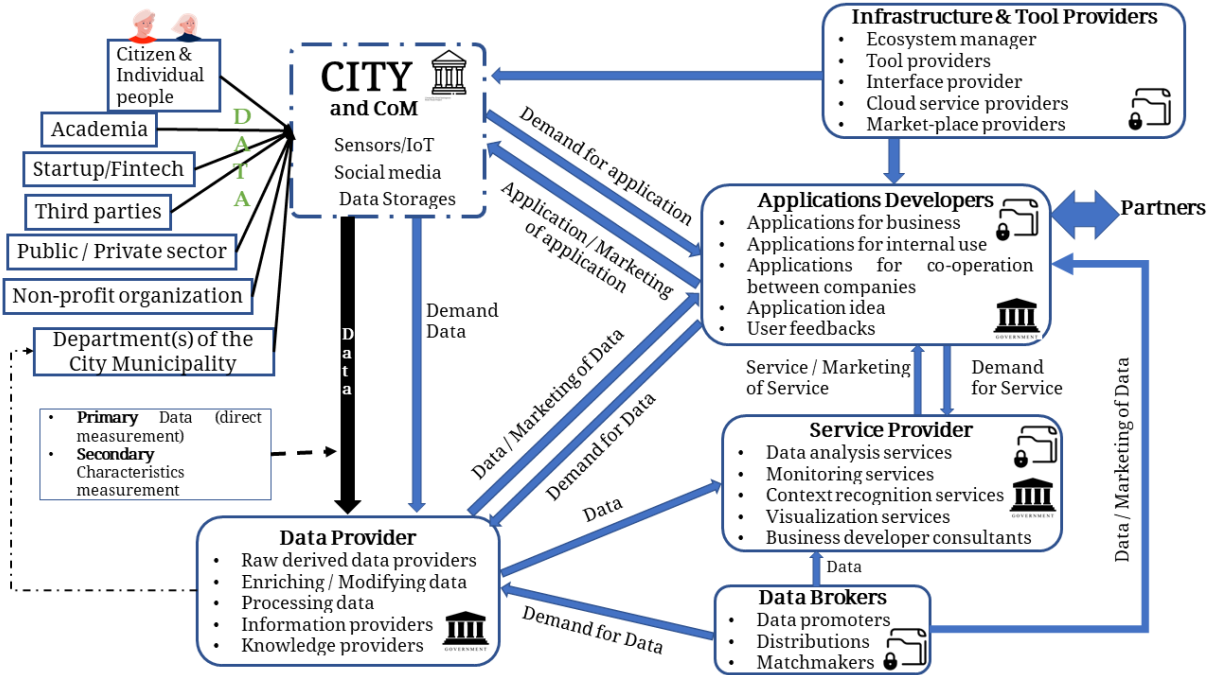 Citizen &
Individual
people
Academia
Startup/Fintech
Third parties
Public / Private sector
Non-profit organization
Department(s) of the
City Municipality
D
A
T
A
CITY
and CoM
Sensors/IoT
Social media
Data Storages
Infrastructure & Tool Providers
• Ecosystem manager
• Tool providers
• Interface provider
• Cloud service providers
• Market-place providers
Demand for application
Application / Marketing
of application
Applications Developers
• Applications for business
• Applications for internal use
• Applications for co-operation
between companies
• Application idea
• User feedbacks
GOVERNMENT
Partners
Demand
Data
D
a
t
a
• Primary Data (direct
measurement)
• Secondary
Characteristics
measurement
Data / Marketing of Data
Demand for Data
Service / Marketing
of Service
Demand
for Service
Service Provider
• Data analysis services
• Monitoring services
• Context recognition services
• Visualization services
• Business developer consultants
GOVERNMENT
Data / Marketing of Data
Data
Data Provider
• Raw derived data providers
• Enriching / Modifying data
• Processing data
• Information providers
• Knowledge providers
GOVERNMENT
Demand for Data
Data
Data Brokers
• Data promoters
• Distributions
• Matchmakers